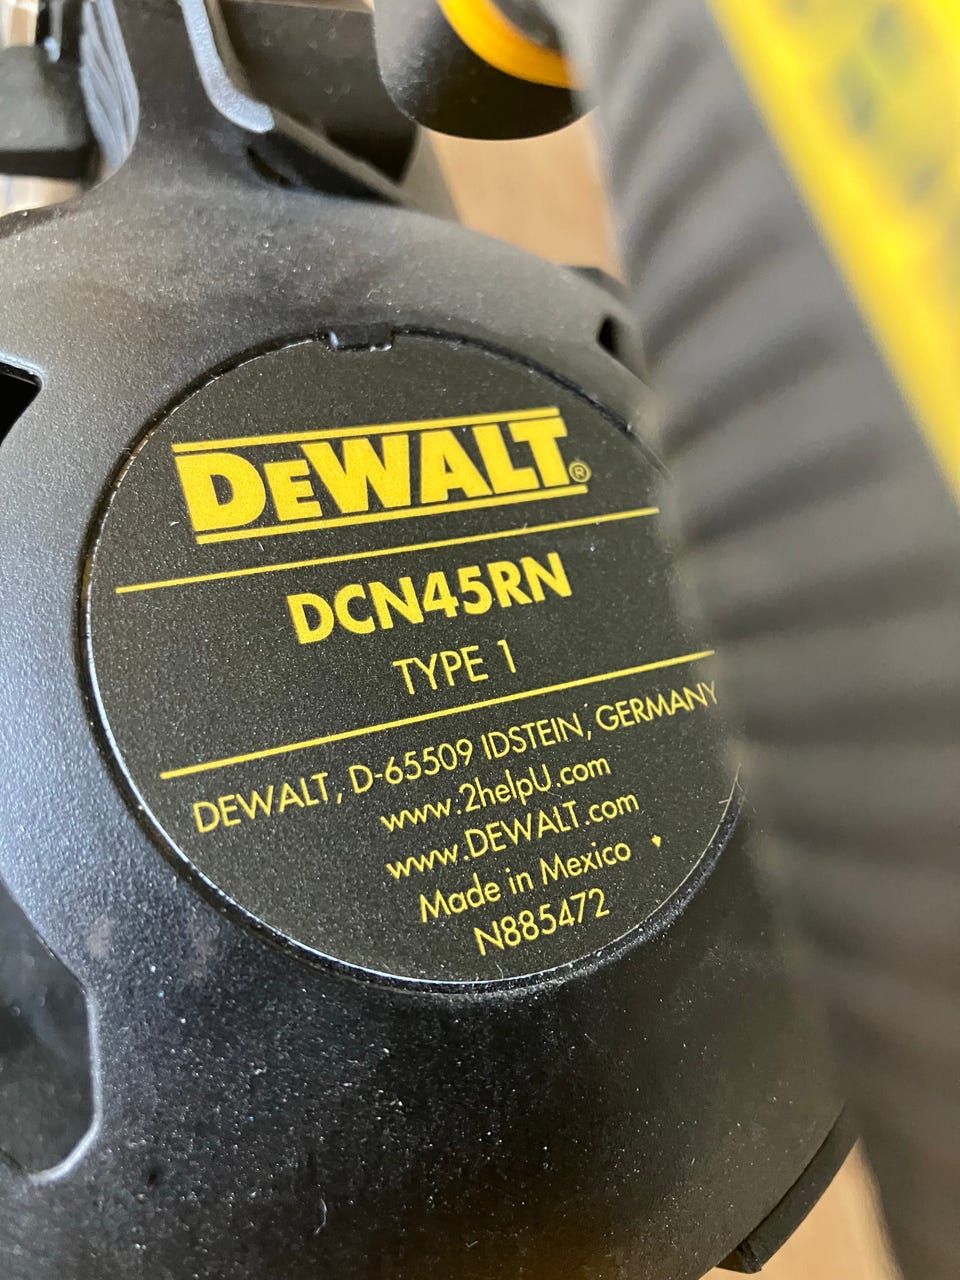 DEWALT®
DCN45RN
TYPE 1
DEWALT, D-65509 IDSTEIN, GERMANY
www.2helpU.com
www.DEWALT.com
Made in Mexico
N885472